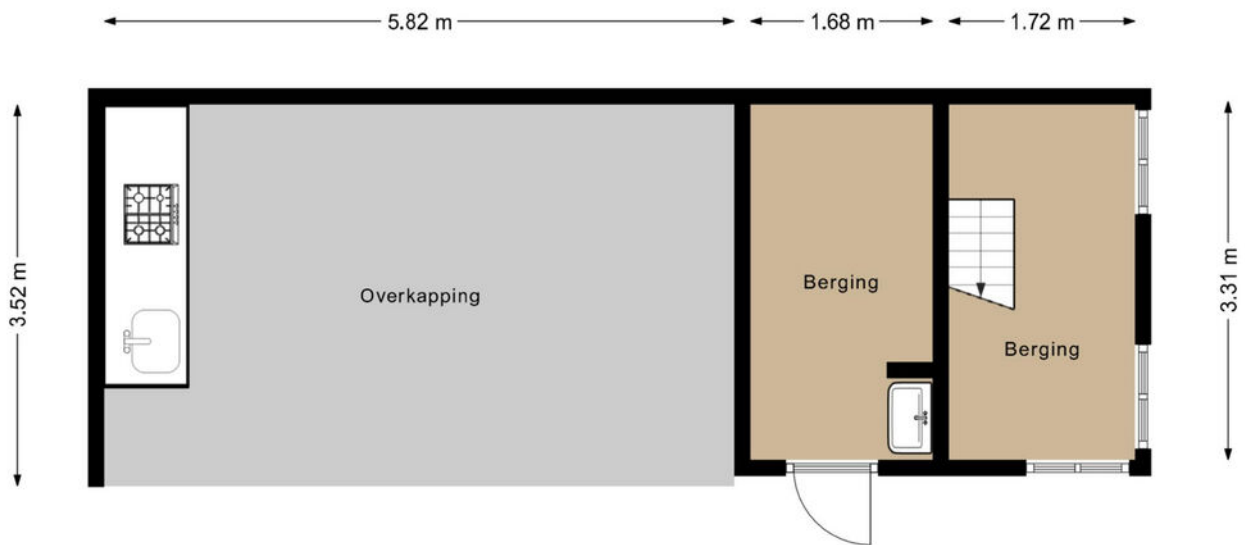 5.82 m
1.68 m
1.72 m
3.52 m
Overkapping
Berging
Berging
3.31 m